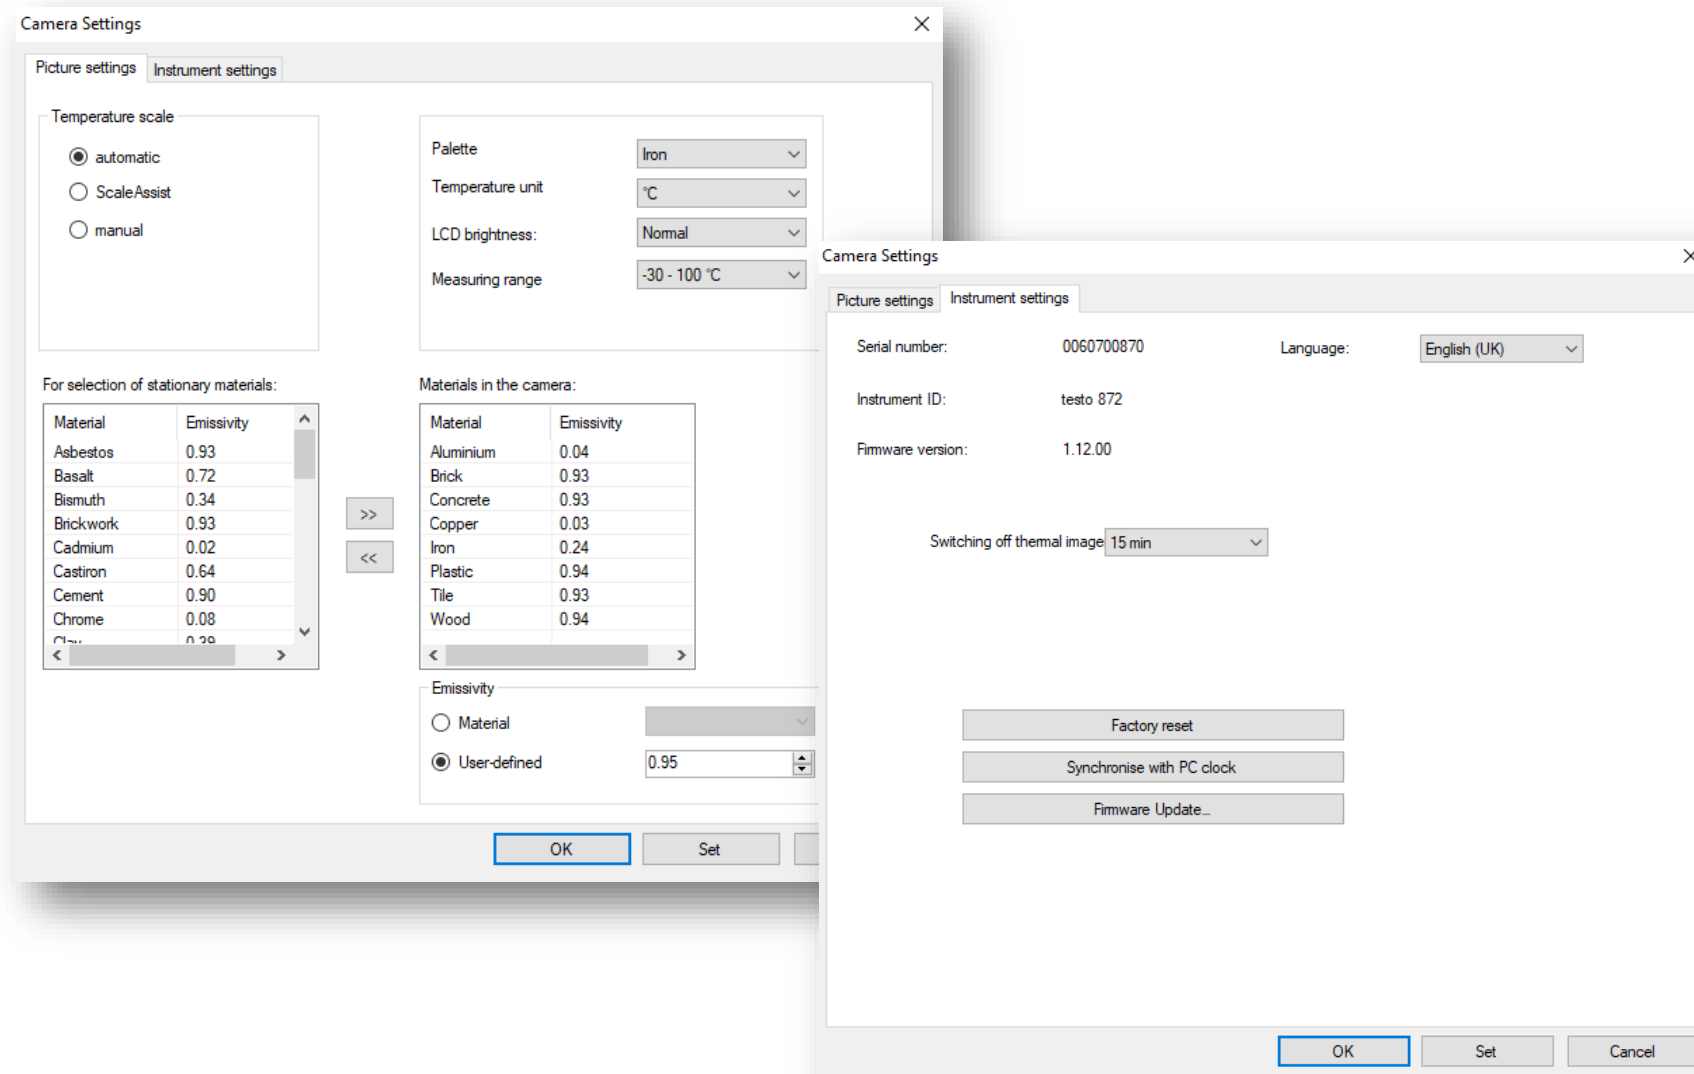 Camera Settings
Picture settings Instrument settings
Temperature scale
automatic
ScaleAssist
manual
Palette Iron
Temperature unit °C
LCD brightness: Normal
Measuring range -30 - 100 °C
For selection of stationary materials:
Material Emissivity
Asbestos 0.93
Basalt 0.72
Bismuth 0.34
Brickwork 0.93
Cadmium 0.02
Castiron 0.64
Cement 0.90
Chrome 0.08
Clay 0.39
>>
<<
Materials in the camera:
Material Emissivity
Aluminium 0.04
Brick 0.93
Concrete 0.93
Copper 0.03
Iron 0.24
Plastic 0.94
Tile 0.93
Wood 0.94
Emissivity
Material
User-defined 0.95
OK Set
Camera Settings
Picture settings Instrument settings
Serial number: 0060700870 Language: English (UK)
Instrument ID: testo 872
Firmware version: 1.12.00
Switching off thermal image 15 min
Factory reset
Synchronise with PC clock
Firmware Update...
OK Set Cancel